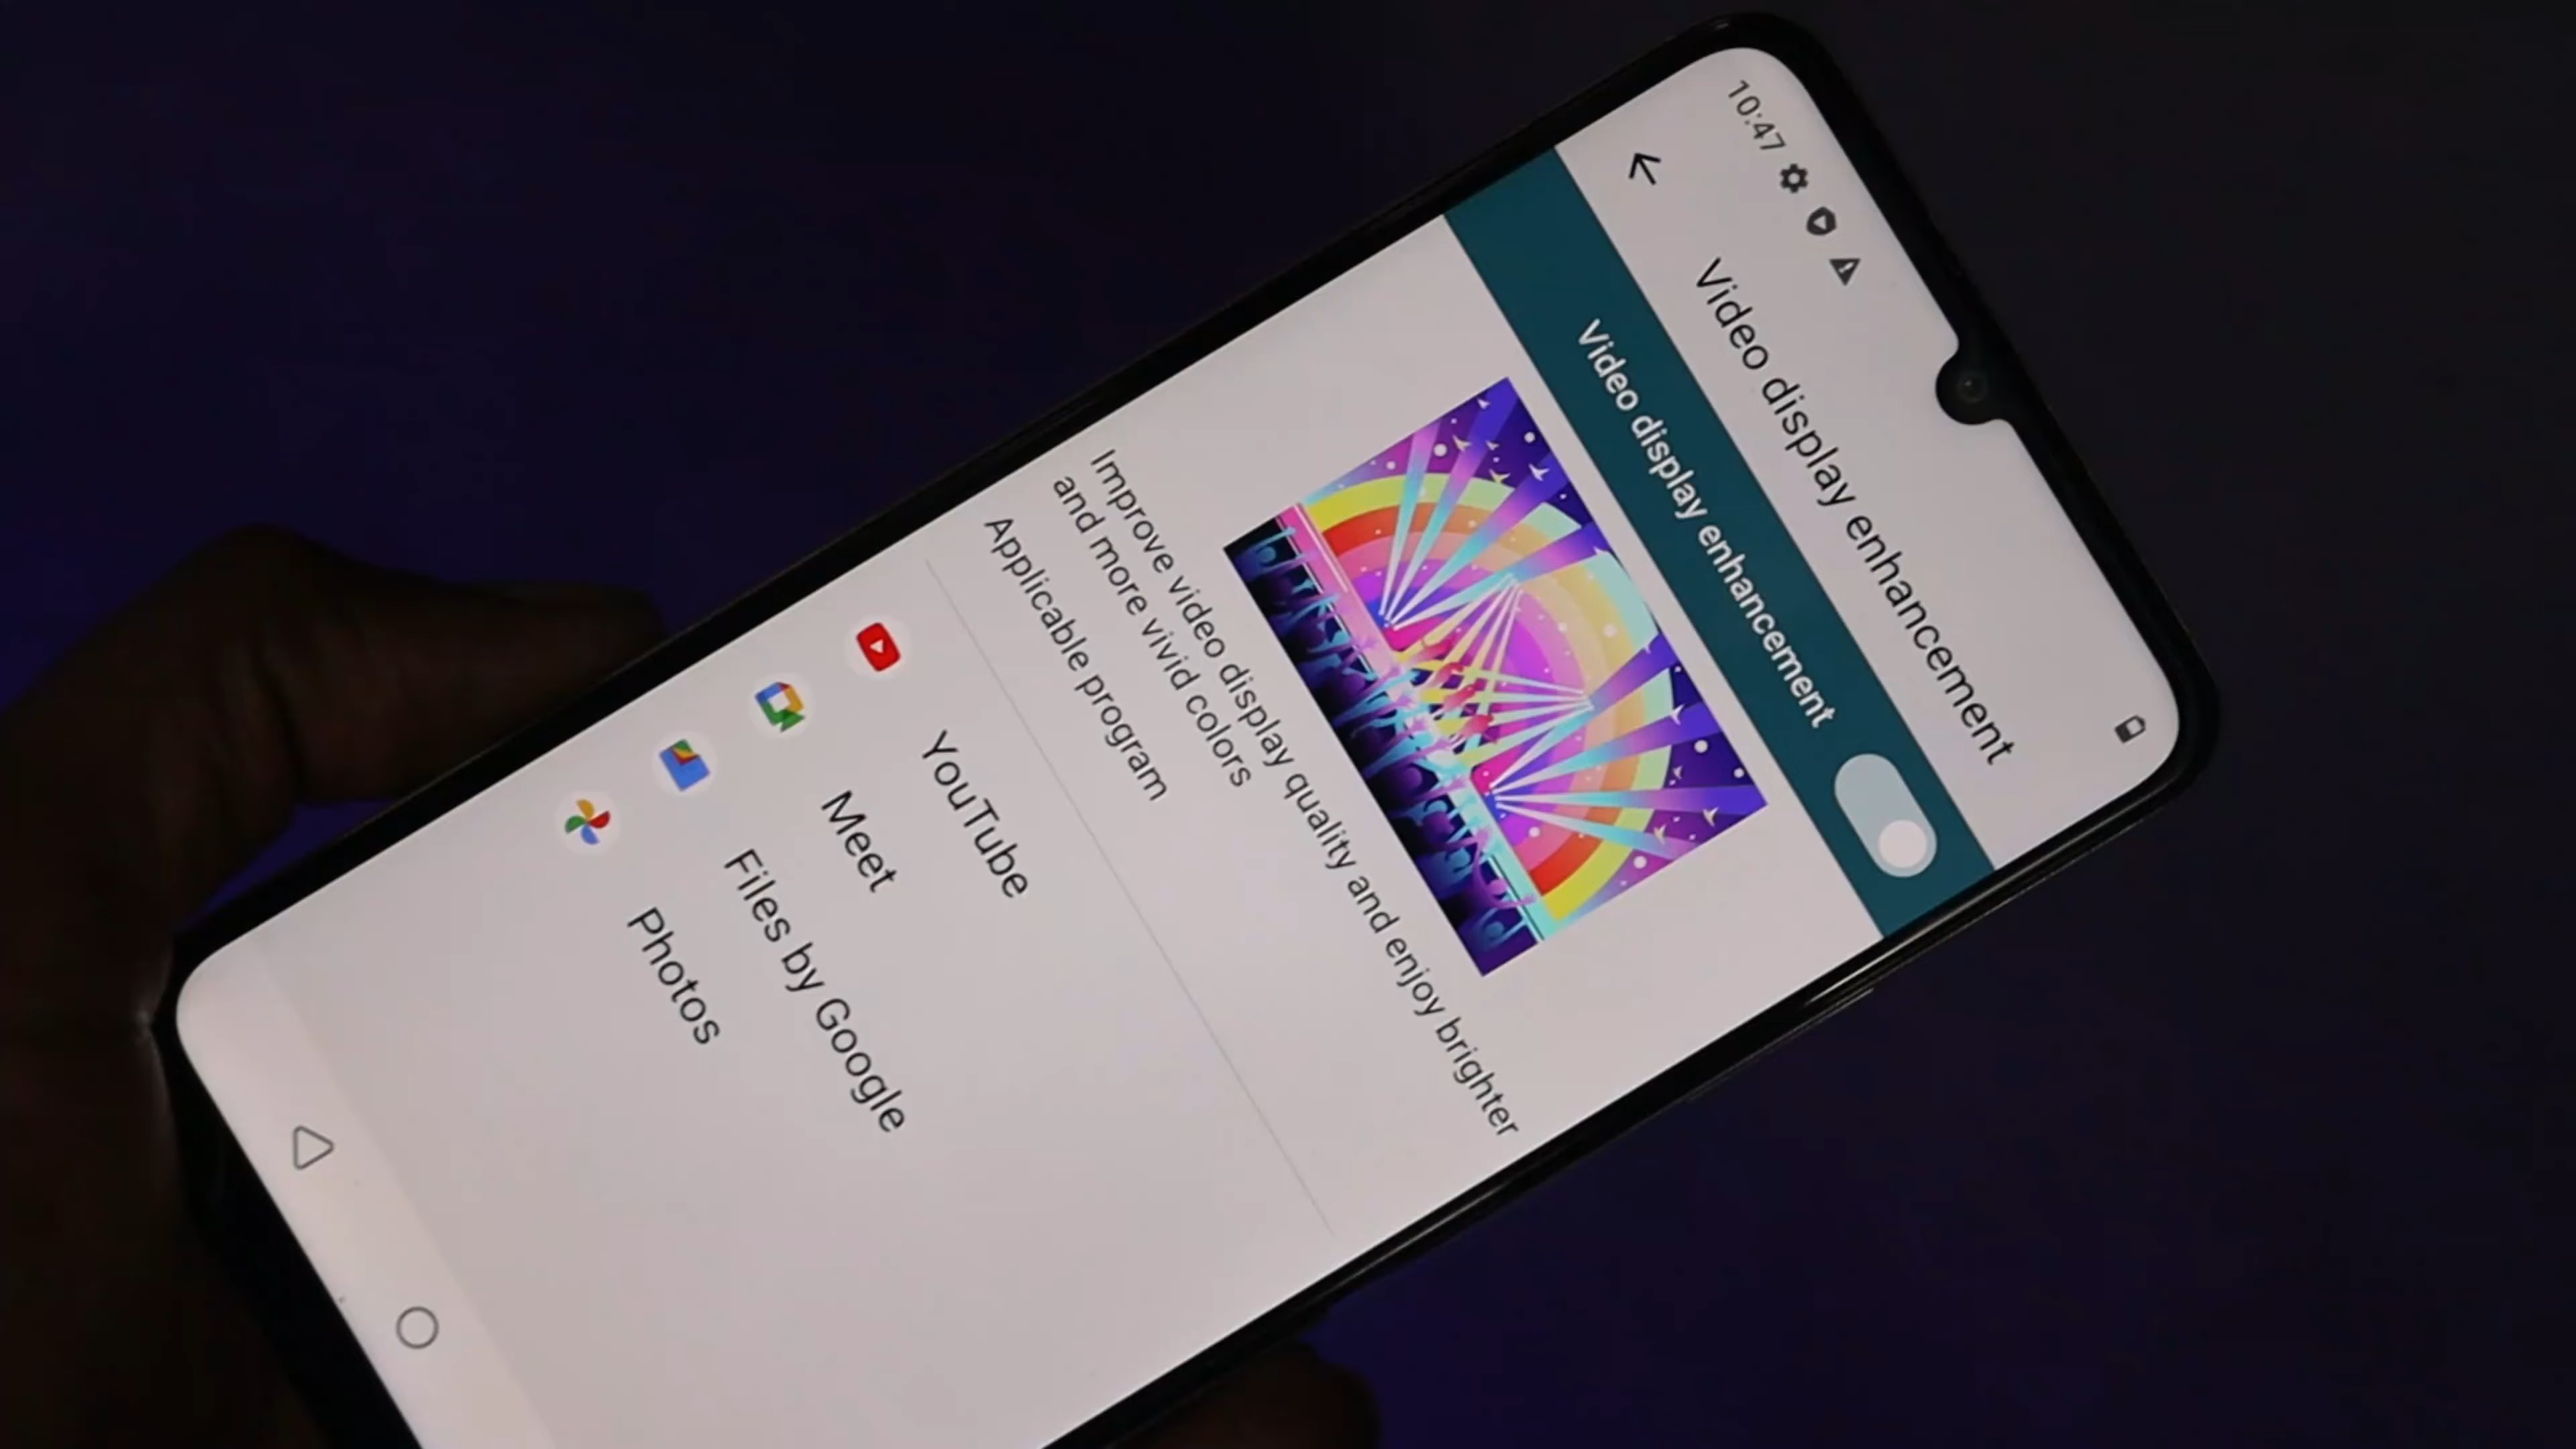 10:47
Video display enhancement
Video display enhancement
Improve video display quality and enjoy brighter
and more vivid colors
Applicable program
YouTube
Meet
Files by Google
Photos